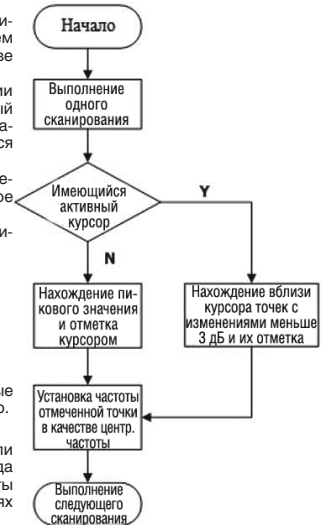 Начало
Выполнение
одного
сканирования
Имеющийся
активный
курсор
Y
N
Нахождение пи-
кового значения
и отметка
курсором
Нахождение вблизи
курсора точек с
изменениями меньше
3 дБ и их отметка
Установка частоты
отмеченной точки
в качестве центр.
частоты
Выполнение
следующего
сканирования